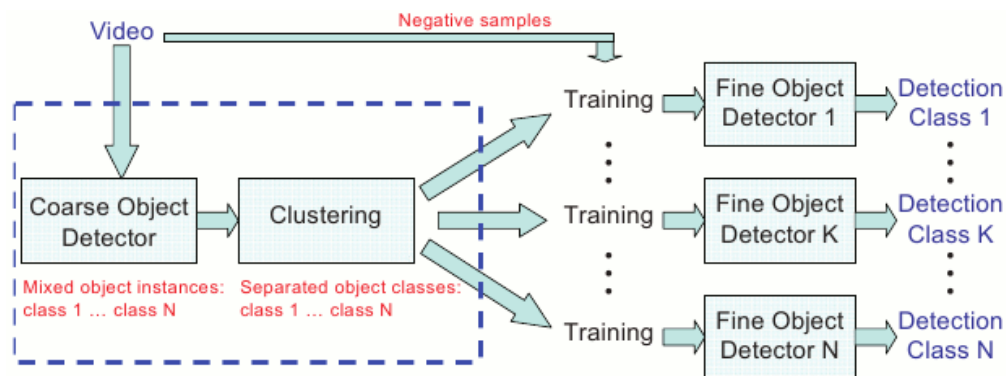 Negative samples
Video
Training
Fine Object
Detector 1
Detection
Class 1
Coarse Object
Detector
Clustering
Training
Fine Object
Detector K
Detection
Class K
Mixed object instances:
class 1 ... class N
Separated object classes:
class 1 ... class N
Training
Fine Object
Detector N
Detection
Class N